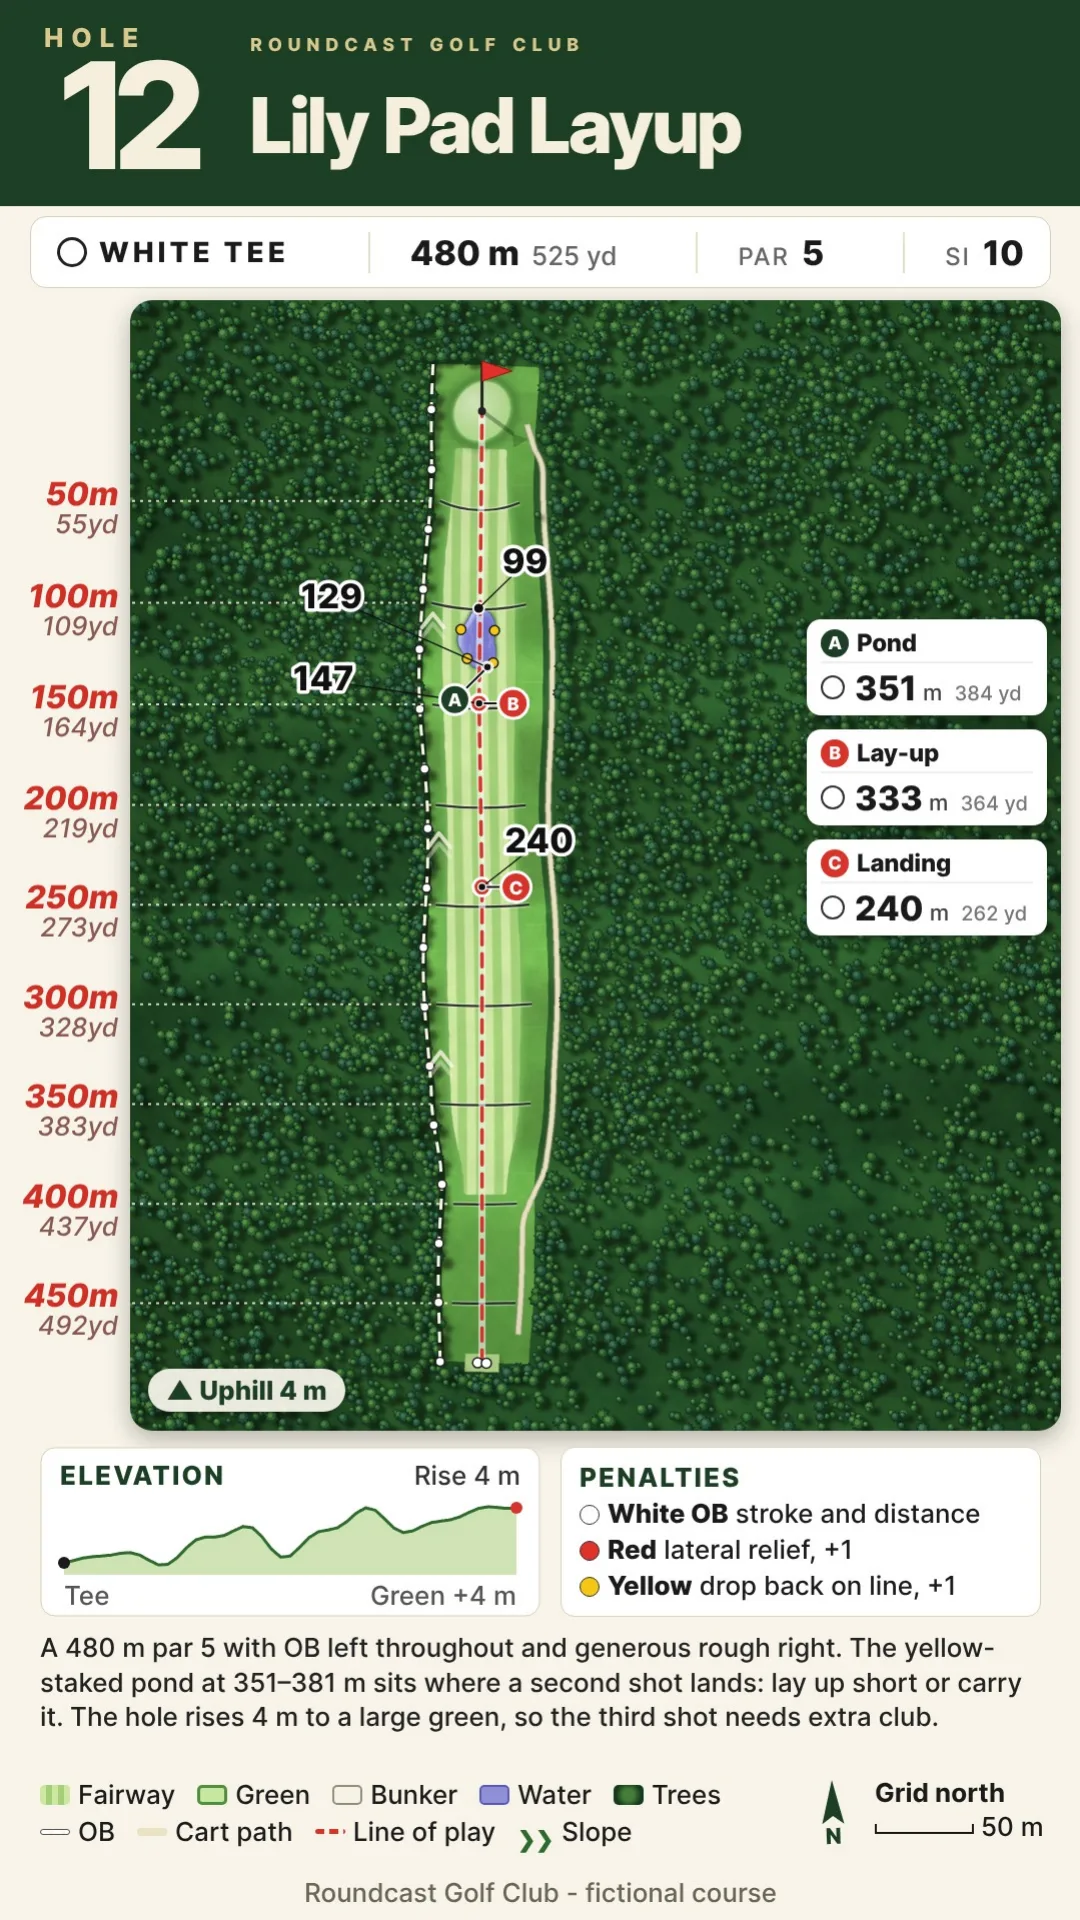 HOLE
12
ROUNDCAST GOLF CLUB
Lily Pad Layup
WHITE TEE
480 m 525 yd
PAR 5
SI 10
50m
55yd
100m
109yd
150m
164yd
200m
219yd
250m
273yd
300m
328yd
350m
383yd
400m
437yd
450m
492yd
99
129
147
A
B
240
C
A Pond
351 m 384 yd
B Lay-up
333 m 364 yd
C Landing
240 m 262 yd
▲ Uphill 4 m
ELEVATION
Rise 4 m
Tee
Green +4 m
PENALTIES
White OB stroke and distance
Red lateral relief, +1
Yellow drop back on line, +1
A 480 m par 5 with OB left throughout and generous rough right. The yellow-
staked pond at 351–381 m sits where a second shot lands: lay up short or carry
it. The hole rises 4 m to a large green, so the third shot needs extra club.
Fairway Green Bunker Water Trees
OB Cart path Line of play Slope
N
Grid north
50 m
Roundcast Golf Club - fictional course